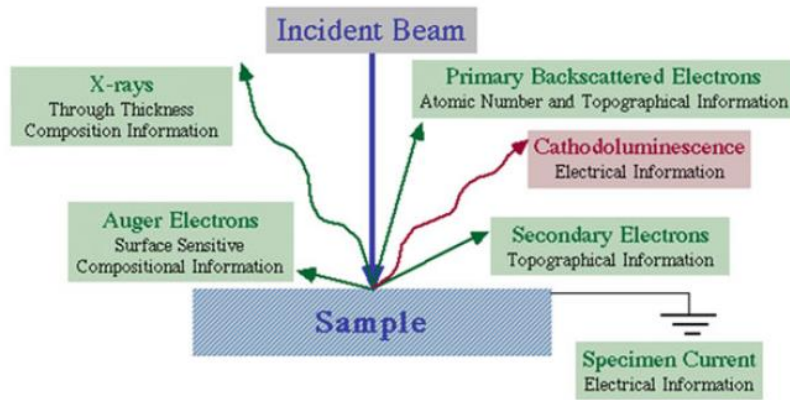 Incident Beam
X-rays
Through Thickness
Composition Information
Primary Backscattered Electrons
Atomic Number and Topographical Information
Cathodoluminescence
Electrical Information
Auger Electrons
Surface Sensitive
Compositional Information
Secondary Electrons
Topographical Information
Sample
Specimen Current
Electrical Information